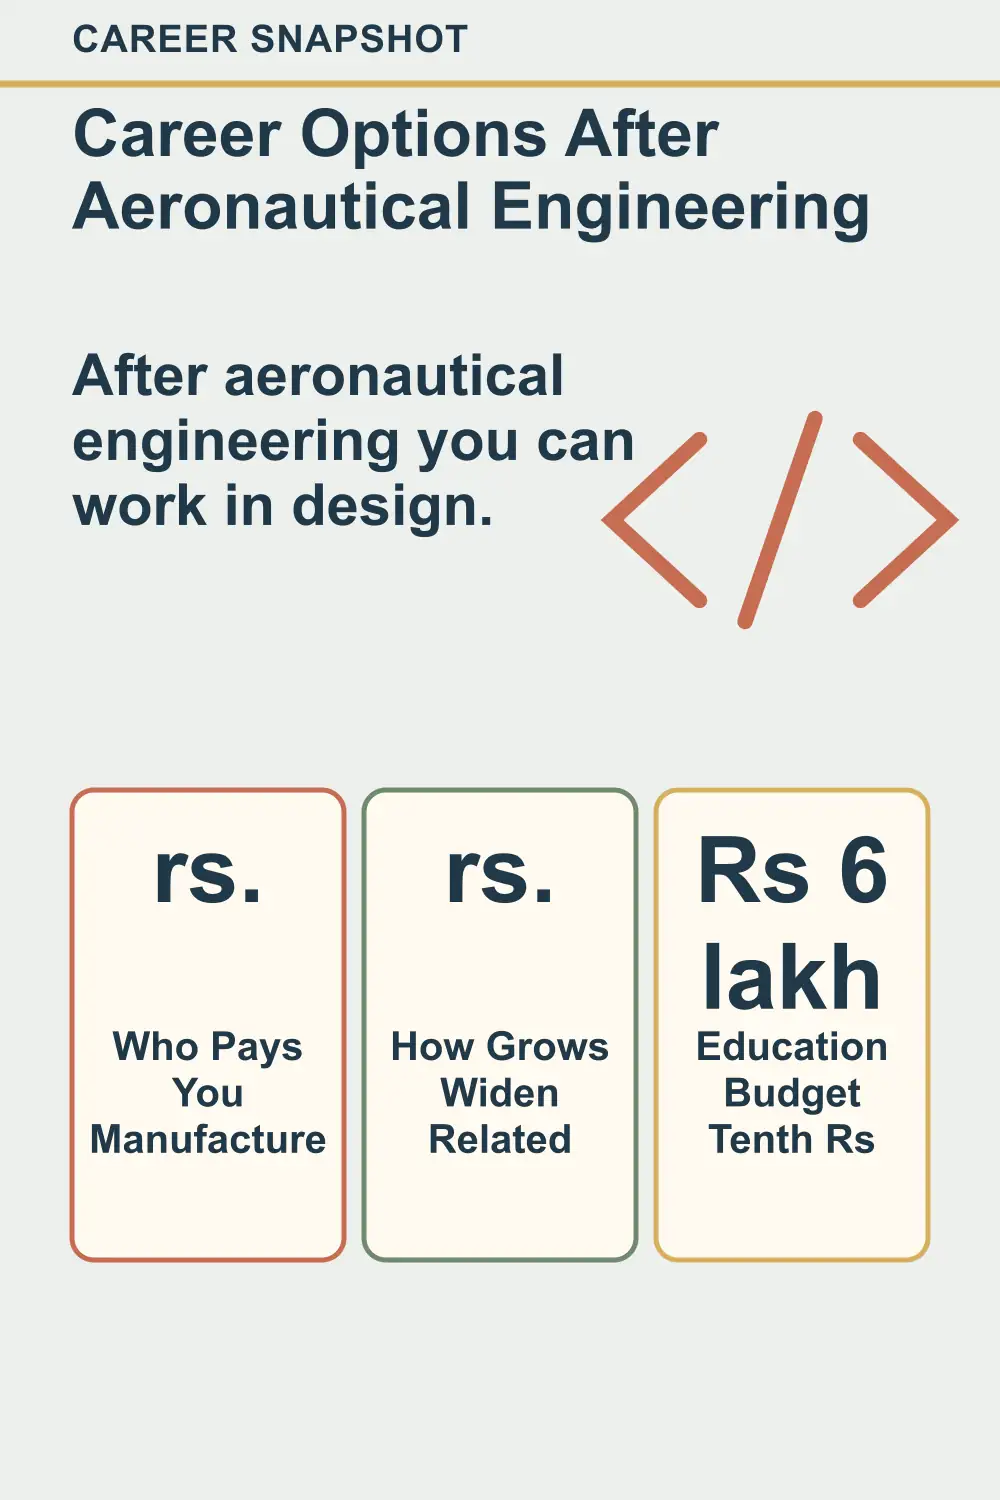 CAREER SNAPSHOT
Career Options After
Aeronautical Engineering
After aeronautical
engineering you can
work in design.
</>
rs.
Who Pays
You
Manufacture
rs.
How Grows
Widen
Related
Rs 6
lakh
Education
Budget
Tenth Rs